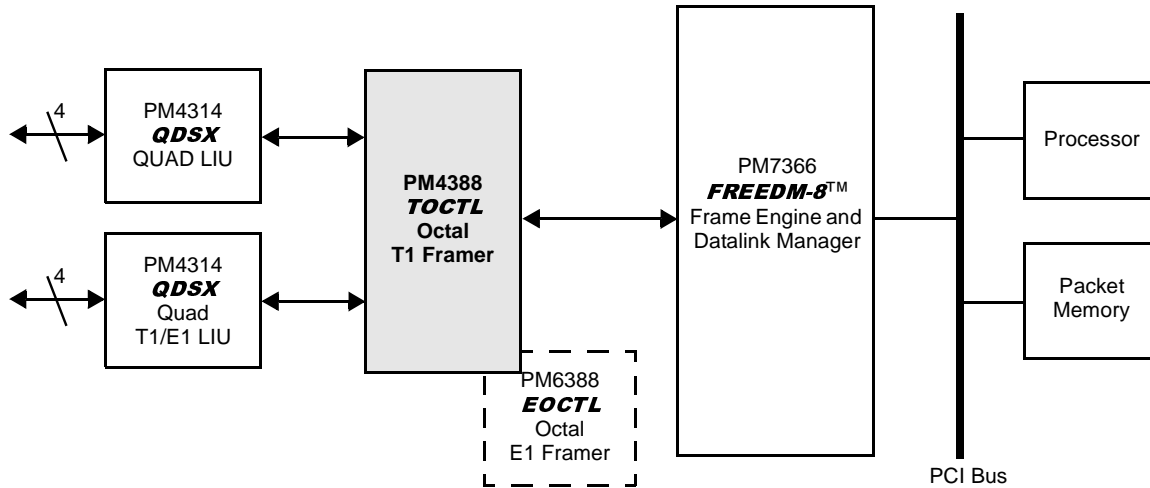 4
PM4314
QDSX
QUAD LIU
4
PM4314
QDSX
Quad
T1/E1 LIU
PM4388
TOCTL
Octal
T1 Framer
PM6388
EOCTL
Octal
E1 Framer
PM7366
FREEDM-8™
Frame Engine and
Datalink Manager
Processor
Packet
Memory
PCI Bus